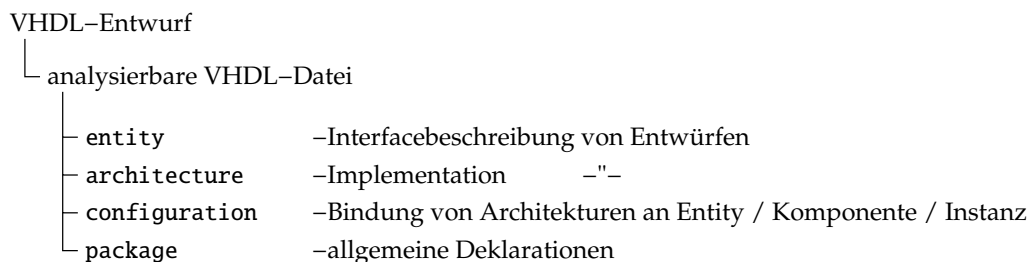 VHDL–Entwurf
analysierbare VHDL–Datei
entity –Interfacebeschreibung von Entwürfen
architecture –Implementation –"–
configuration –Bindung von Architekturen an Entity / Komponente / Instanz
package –allgemeine Deklarationen